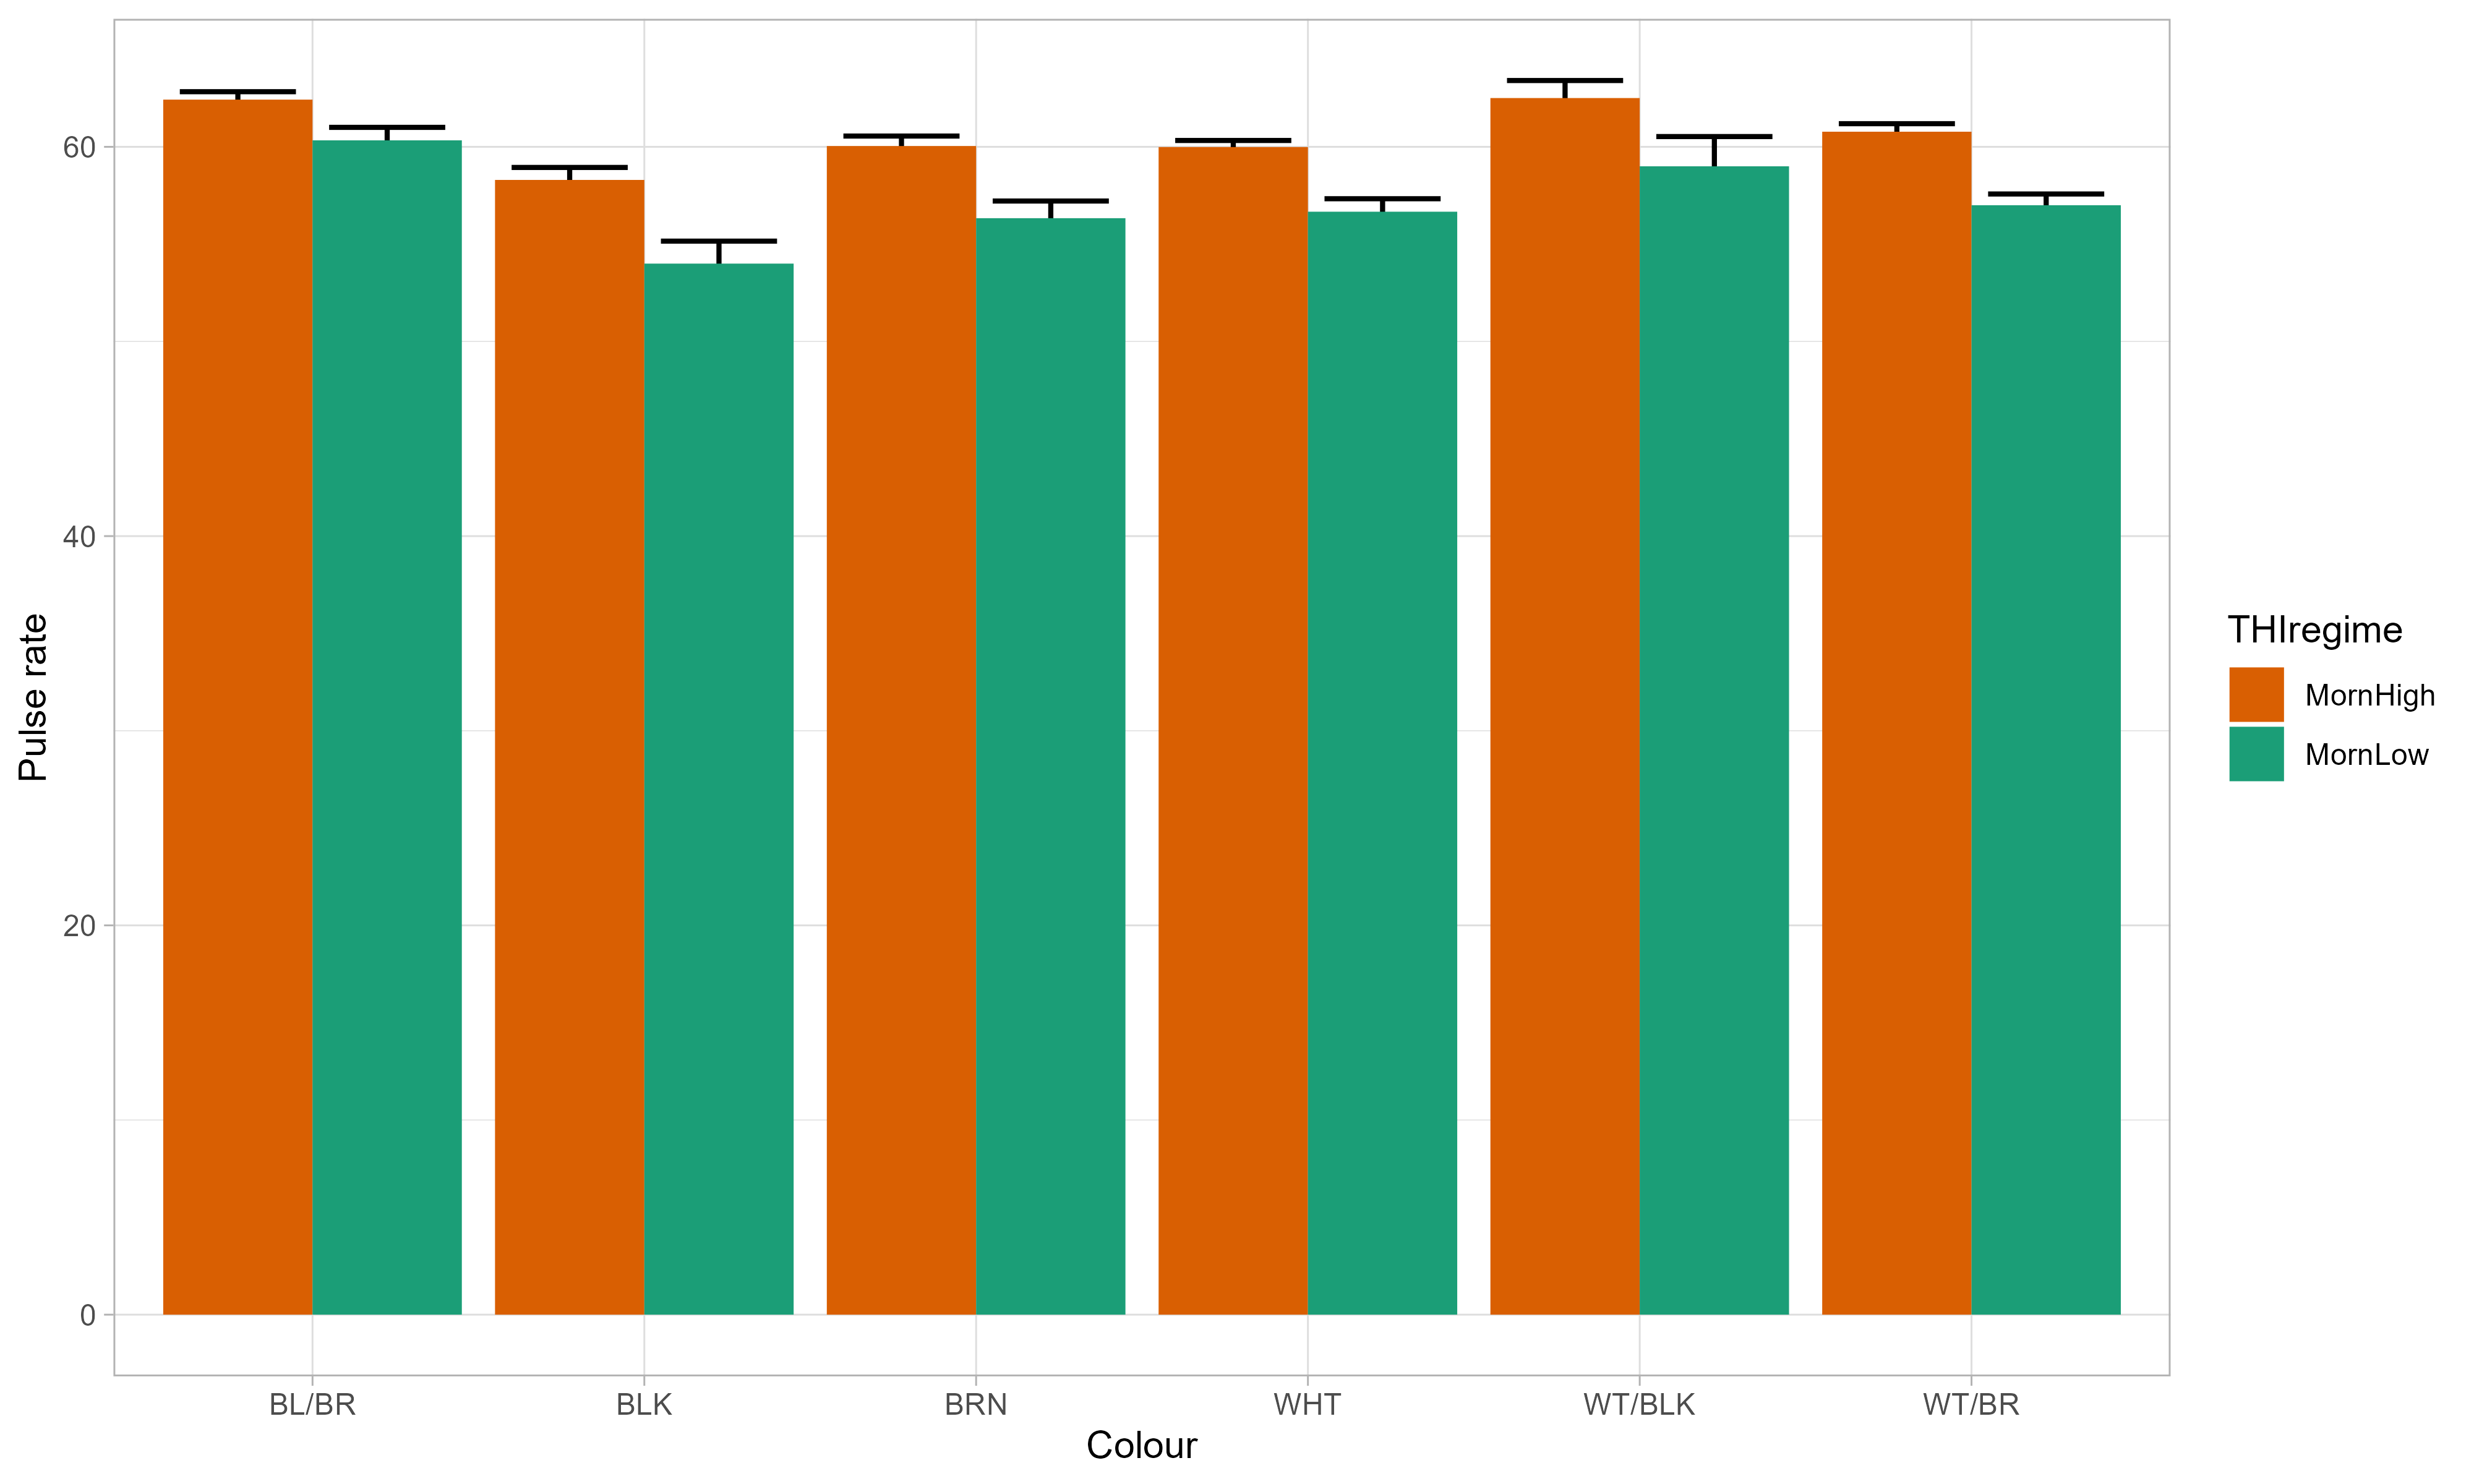 Pulse rate
60
40
20
0
BL/BR BLK BRN WHT WT/BLK WT/BR
Colour
THIregime
MornHigh
MornLow